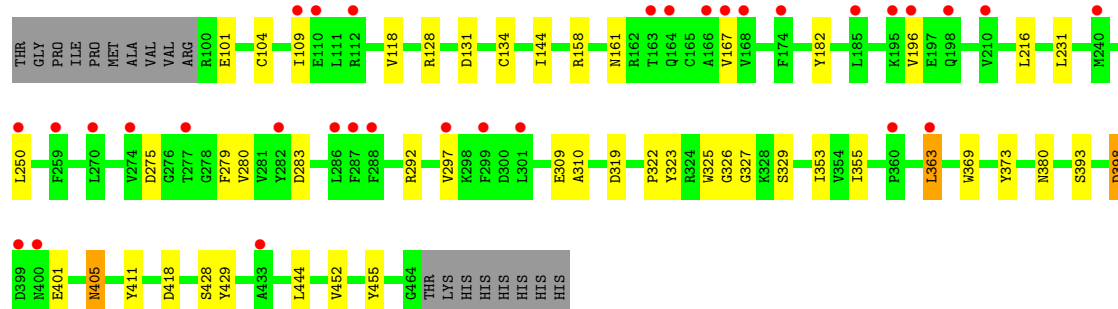 THR GLY PRO ILE PRO MET ALA VAL VAL ARG R100 E101 C104 I109 E110 L111 R112 V118 R128 D131 C134 I144 R158 N161 R162 T163 Q164 C165 A166 V167 V168 F174 Y182 L185 K195 V196 E197 Q198 V210 L216 L231 M240
L250 F259 L270 V274 D275 G276 T277 G278 F279 V280 V281 Y282 D283 L286 F287 F288 R292 V297 K298 F299 D300 L301 E309 A310 D319 P322 Y323 R324 W325 G326 G327 K328 S329 I353 V354 I355 P360 L363 W369 Y373 N380 S393 D398
D399 N400 E401 N405 Y411 D418 S428 Y429 A433 L444 V452 Y455 G464 THR LYS HIS HIS HIS HIS HIS HIS